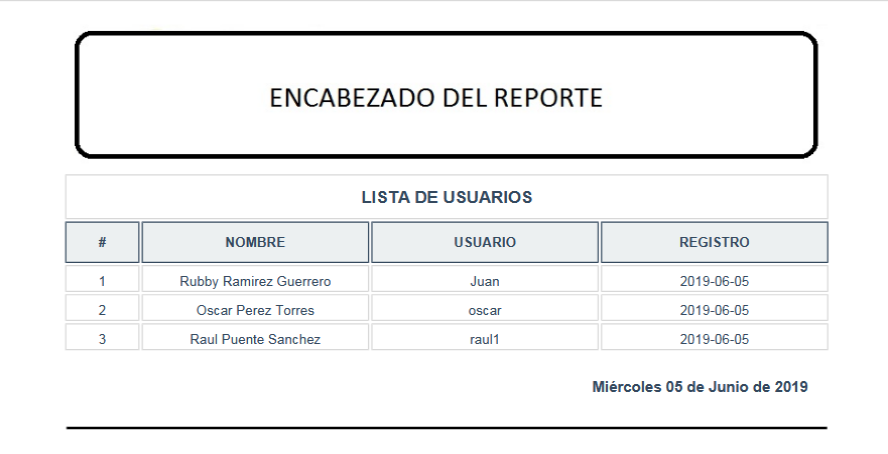 ENCABEZADO DEL REPORTE
LISTA DE USUARIOS
# NOMBRE USUARIO REGISTRO
1 Rubby Ramirez Guerrero Juan 2019-06-05
2 Oscar Perez Torres oscar 2019-06-05
3 Raul Puente Sanchez raul1 2019-06-05
Miércoles 05 de Junio de 2019